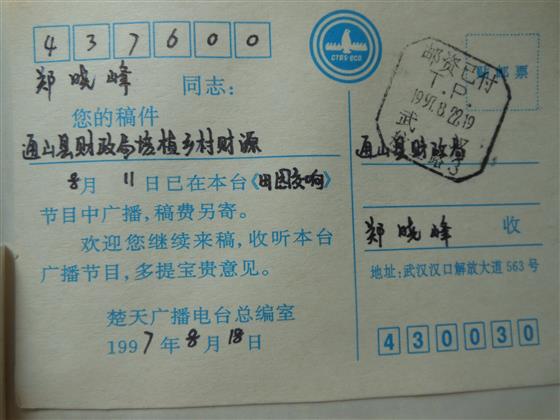 437600
郑晓峰 同志：
您的稿件
通山县财政局培植乡村财源
8月11日已在本台《田园交响》
节目中广播，稿费另寄。
欢迎您继续来稿，收听本台
广播节目，多提宝贵意见。
楚天广播电台总编室
1997年8月18日
CTBS·ECO
邮资已付
T.P.
1997.8.22.19
武
贴邮票
通山县财政局
郑晓峰 收
地址：武汉汉口解放大道563号
430030